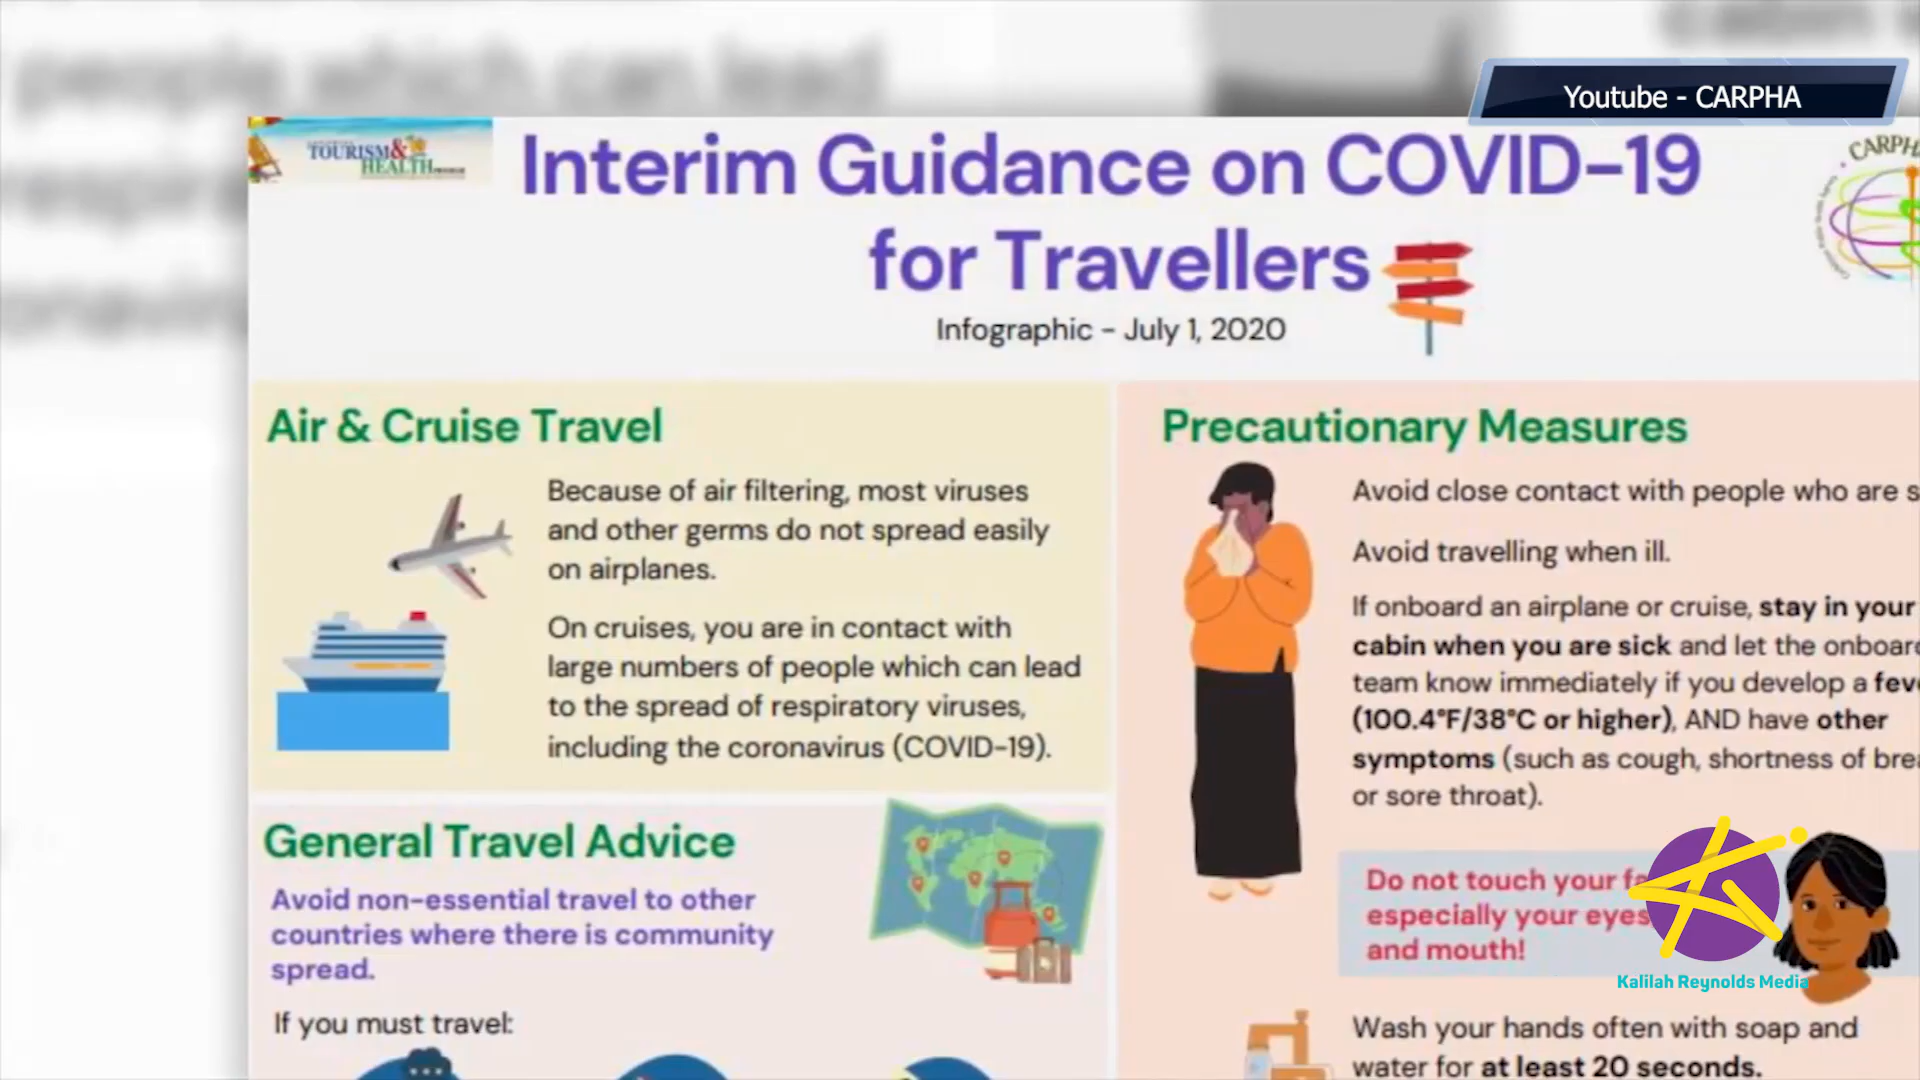 people which can lead
Youtube - CARPHA
TOURISM&
HEALTH
CARPHA
Interim Guidance on COVID-19
for Travellers
Infographic - July 1, 2020
Air & Cruise Travel
Because of air filtering, most viruses
and other germs do not spread easily
on airplanes.
On cruises, you are in contact with
large numbers of people which can lead
to the spread of respiratory viruses,
including the coronavirus (COVID-19).
General Travel Advice
Avoid non-essential travel to other
countries where there is community
spread.
If you must travel:
Precautionary Measures
Avoid close contact with people who are s
Avoid travelling when ill.
If onboard an airplane or cruise, stay in your
cabin when you are sick and let the onboard
team know immediately if you develop a feve
(100.4°F/38°C or higher), AND have other
symptoms (such as cough, shortness of brea
or sore throat).
Do not touch your fa
especially your eyes
and mouth!
Wash your hands often with soap and
water for at least 20 seconds.
Kalilah Reynolds Media